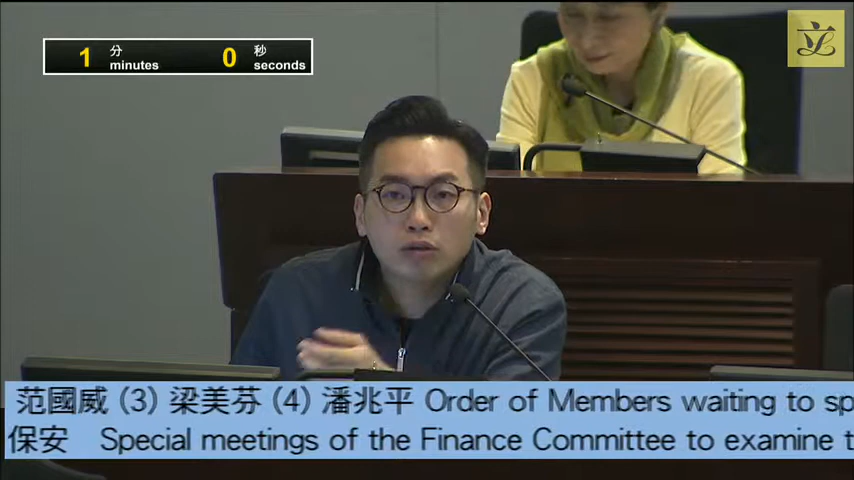 1 分 minutes 0 秒 seconds
范國威 (3) 梁美芬 (4) 潘兆平 Order of Members waiting to sp
保安 Special meetings of the Finance Committee to examine t